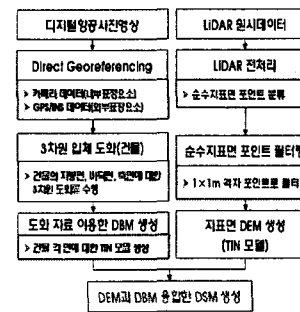 디지털항공사진영상
Direct Georeferencing
> 카메라 데이터(내부표정요소)
> GPS/INS 데이터(외부표정요소)
3차원 입체 도화(건물)
> 건물의 지붕면, 바닥면, 측면에 대한
3차원 도화를 수행
도화 자료 이용한 DBM 생성
> 건물 각 면에 대한 TIN 모델 생성
LiDAR 원시데이터
LiDAR 전처리
> 순수지표면 포인트 분류
순수지표면 포인트 필터링
> 1×1m 격자 포인트로 필터링
지표면 DEM 생성
(TIN 모델)
DEM과 DBM 융합한 DSM 생성